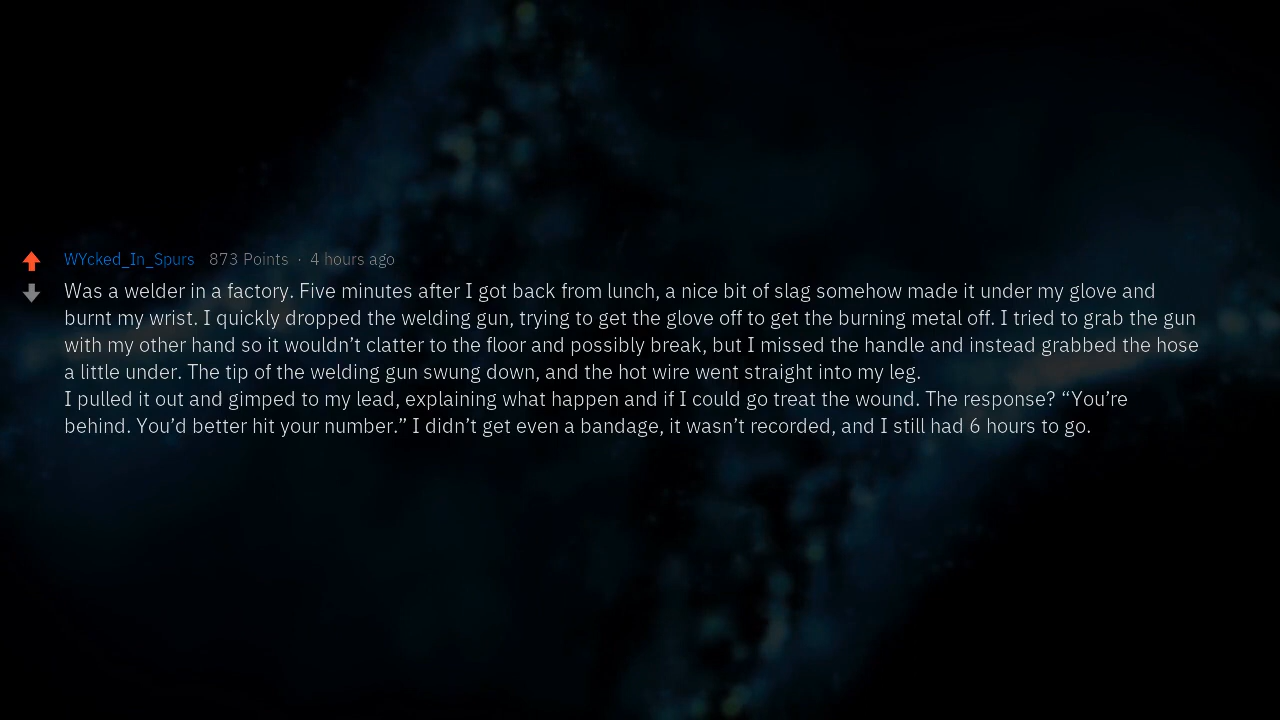 WYcked_In_Spurs 873 Points · 4 hours ago
Was a welder in a factory. Five minutes after I got back from lunch, a nice bit of slag somehow made it under my glove and
burnt my wrist. I quickly dropped the welding gun, trying to get the glove off to get the burning metal off. I tried to grab the gun
with my other hand so it wouldn’t clatter to the floor and possibly break, but I missed the handle and instead grabbed the hose
a little under. The tip of the welding gun swung down, and the hot wire went straight into my leg.
I pulled it out and gimped to my lead, explaining what happen and if I could go treat the wound. The response? “You’re
behind. You’d better hit your number.” I didn’t get even a bandage, it wasn’t recorded, and I still had 6 hours to go.